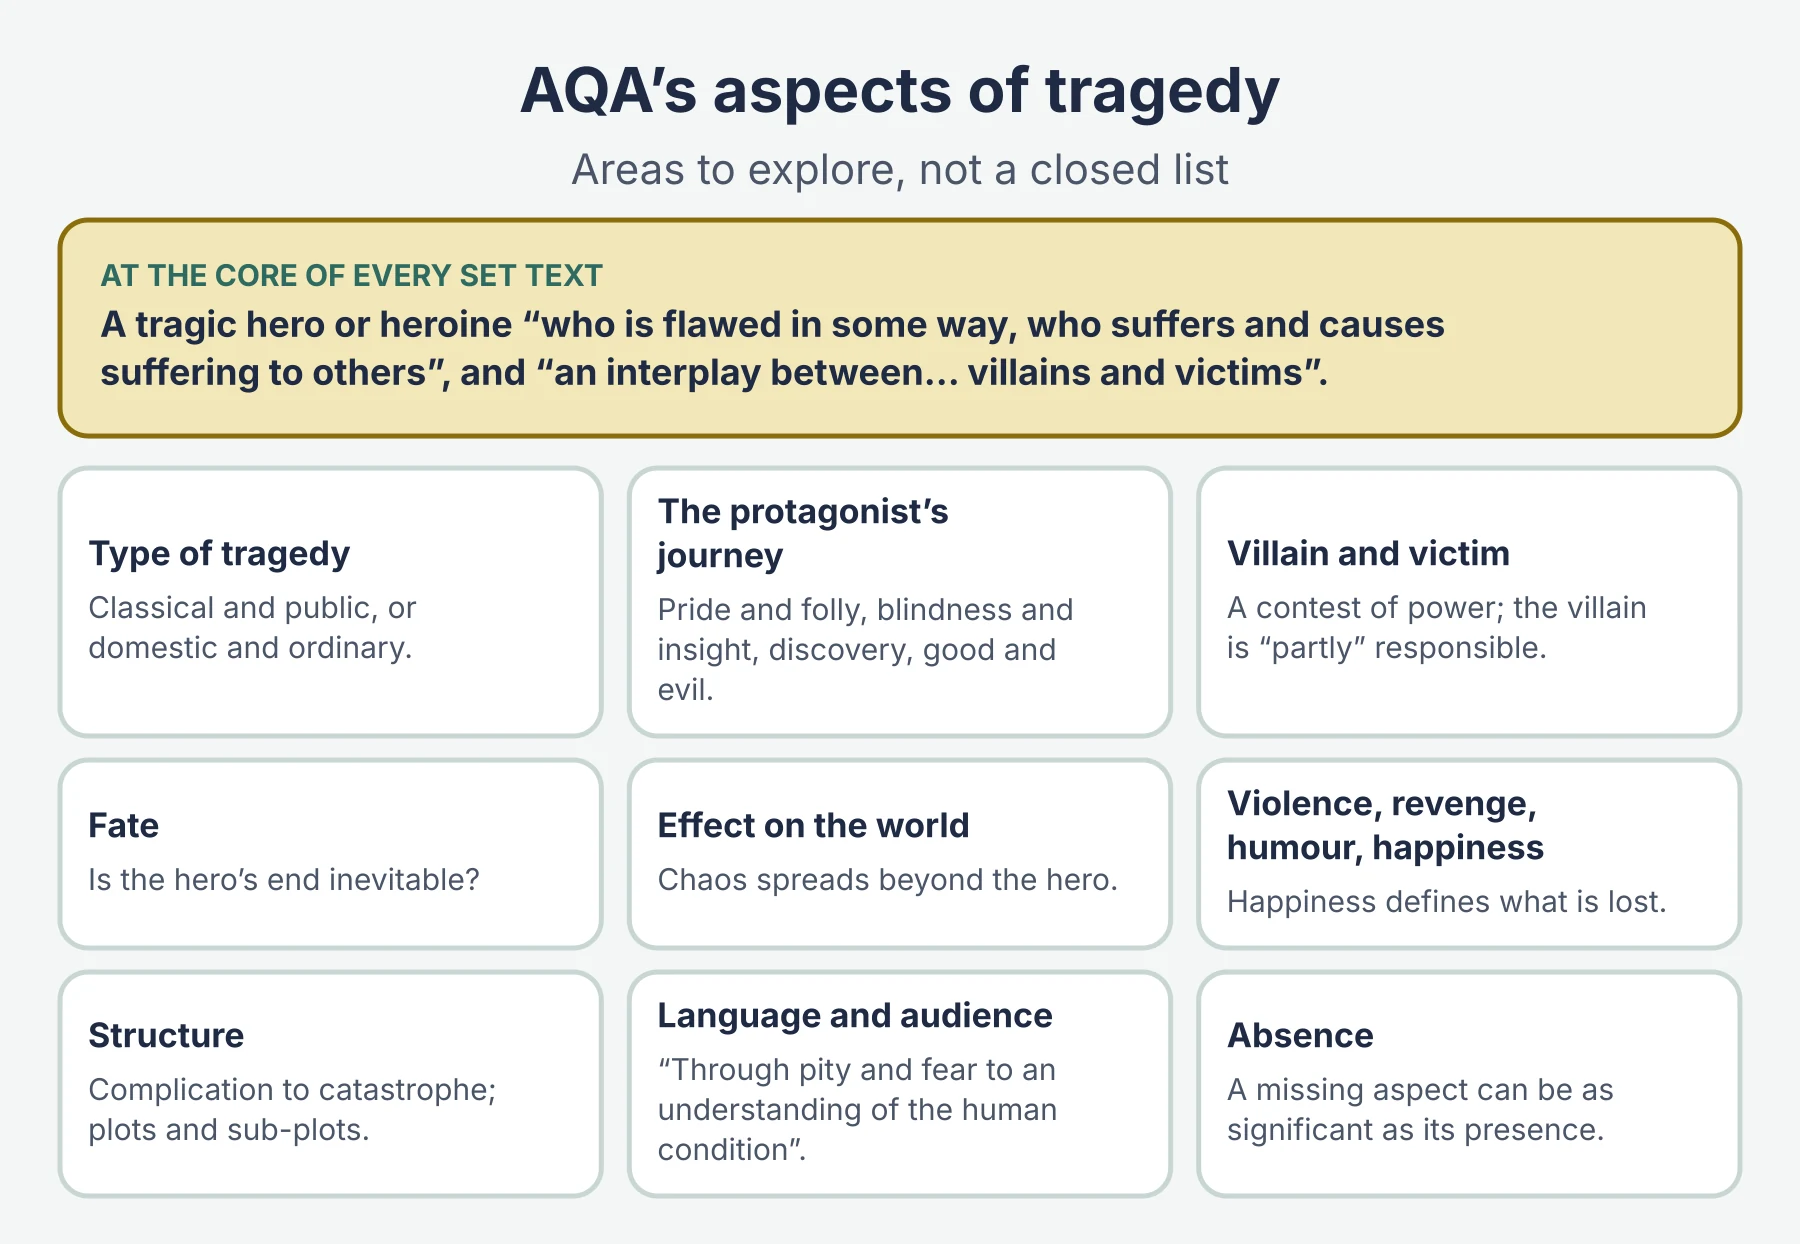 AQA’s aspects of tragedy
Areas to explore, not a closed list
AT THE CORE OF EVERY SET TEXT
A tragic hero or heroine “who is flawed in some way, who suffers and causes
suffering to others”, and “an interplay between… villains and victims”.
Type of tragedy
Classical and public, or
domestic and ordinary.
The protagonist’s
journey
Pride and folly, blindness and
insight, discovery, good and
evil.
Villain and victim
A contest of power; the villain
is “partly” responsible.
Fate
Is the hero’s end inevitable?
Effect on the world
Chaos spreads beyond the hero.
Violence, revenge,
humour, happiness
Happiness defines what is lost.
Structure
Complication to catastrophe;
plots and sub-plots.
Language and audience
“Through pity and fear to an
understanding of the human
condition”.
Absence
A missing aspect can be as
significant as its presence.